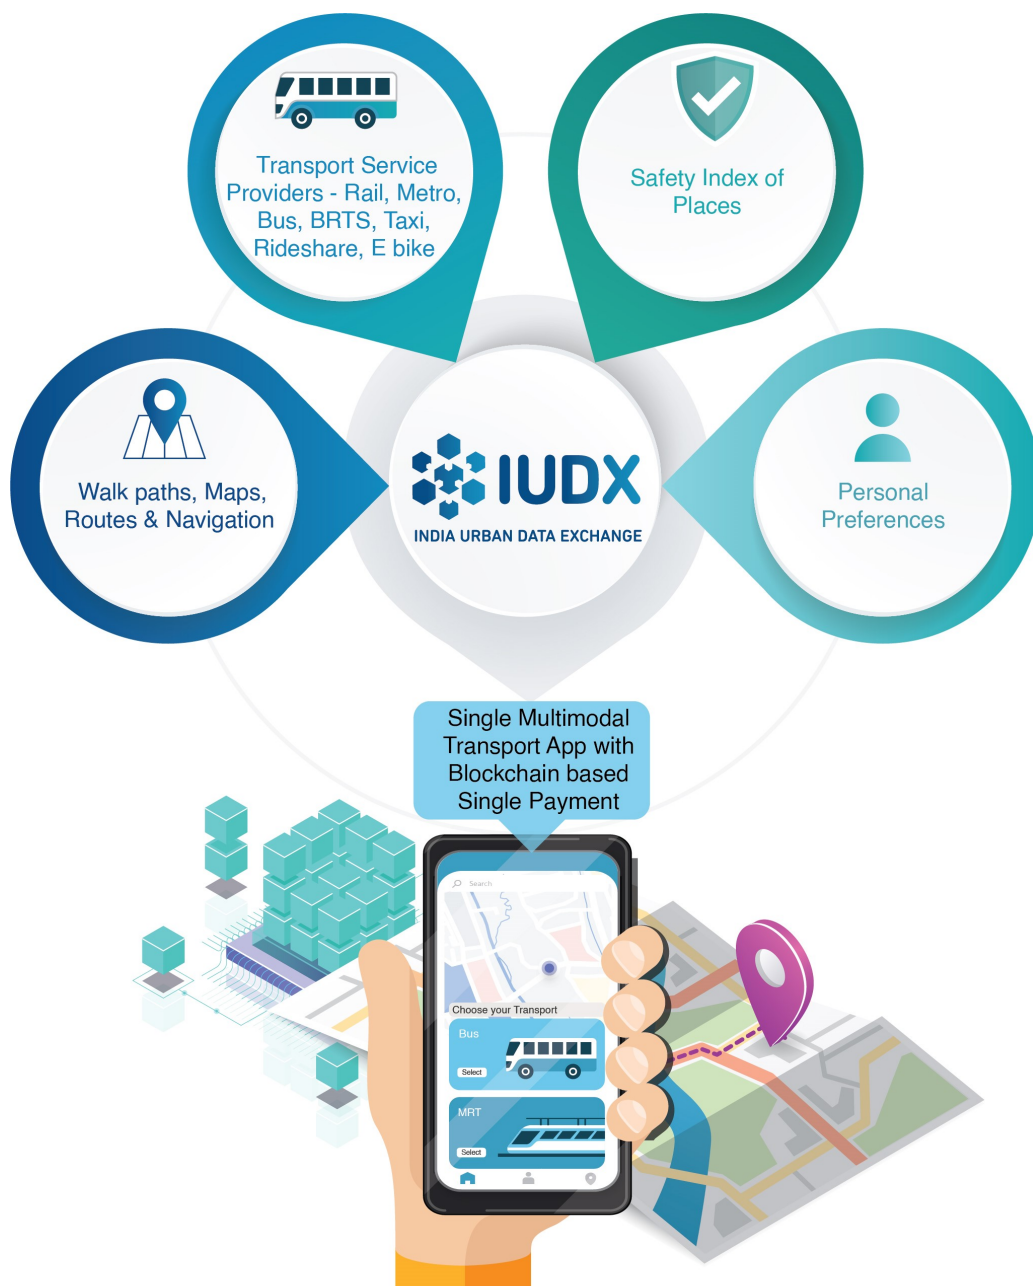 Transport Service
Providers - Rail, Metro,
Bus, BRTS, Taxi,
Rideshare, E bike
Safety Index of
Places
Walk paths, Maps,
Routes & Navigation
IUDX
INDIA URBAN DATA EXCHANGE
Personal
Preferences
Single Multimodal
Transport App with
Blockchain based
Single Payment
Search
Choose your Transport
Bus
Select
MRT
Select